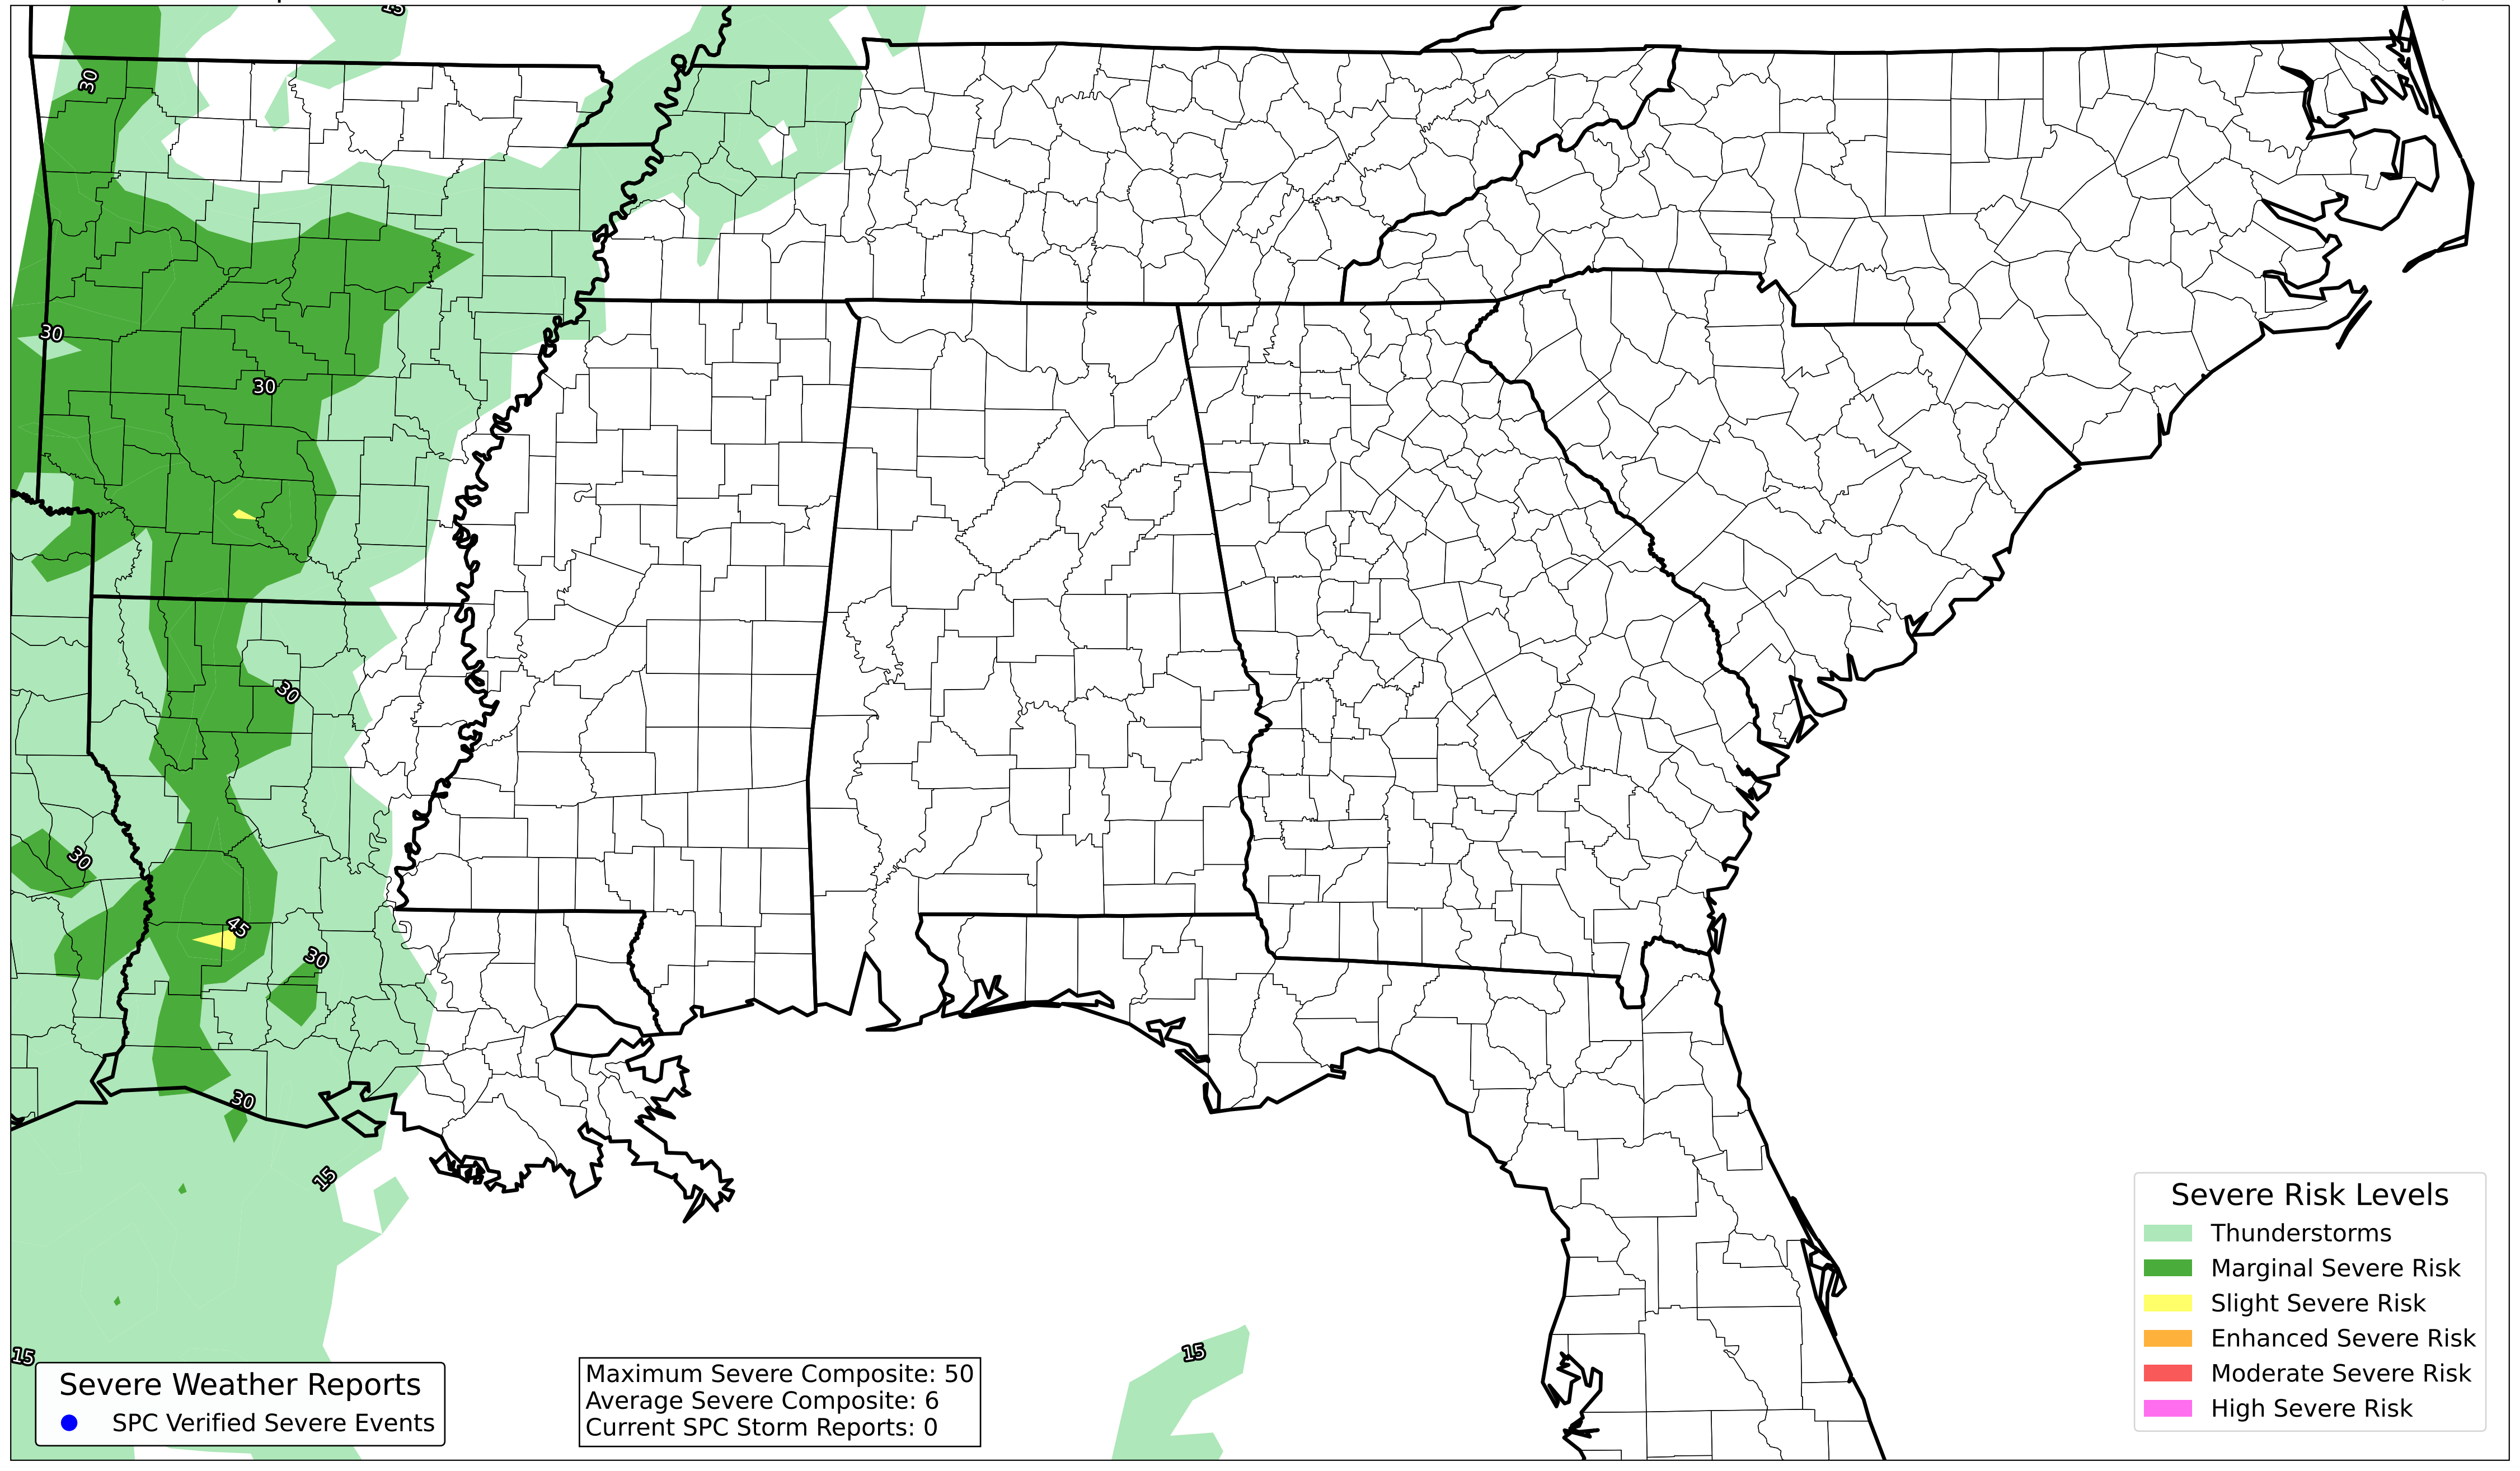 15
30
30
30
30
30
45
30
30
15
15
15
Severe Weather Reports
SPC Verified Severe Events
Maximum Severe Composite: 50
Average Severe Composite: 6
Current SPC Storm Reports: 0
Severe Risk Levels
Thunderstorms
Marginal Severe Risk
Slight Severe Risk
Enhanced Severe Risk
Moderate Severe Risk
High Severe Risk